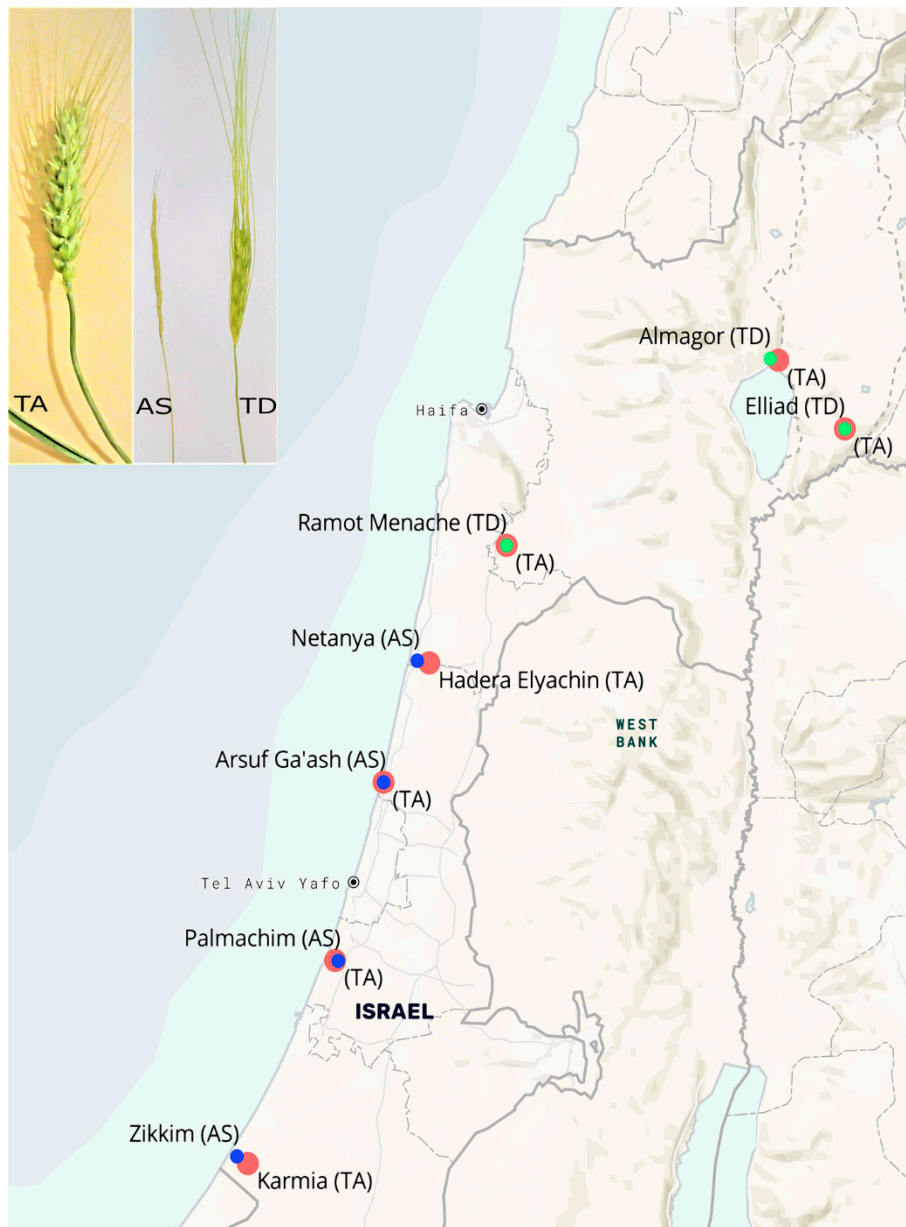 TA
AS
TD
Almagor (TD)
(TA)
Elliad (TD)
(TA)
Haifa
Ramot Menache (TD)
(TA)
Netanya (AS)
Hadera Elyachin (TA)
WEST
BANK
Arsuf Ga'ash (AS)
(TA)
Tel Aviv Yafo
Palmachim (AS)
(TA)
ISRAEL
Zikkim (AS)
Karmia (TA)